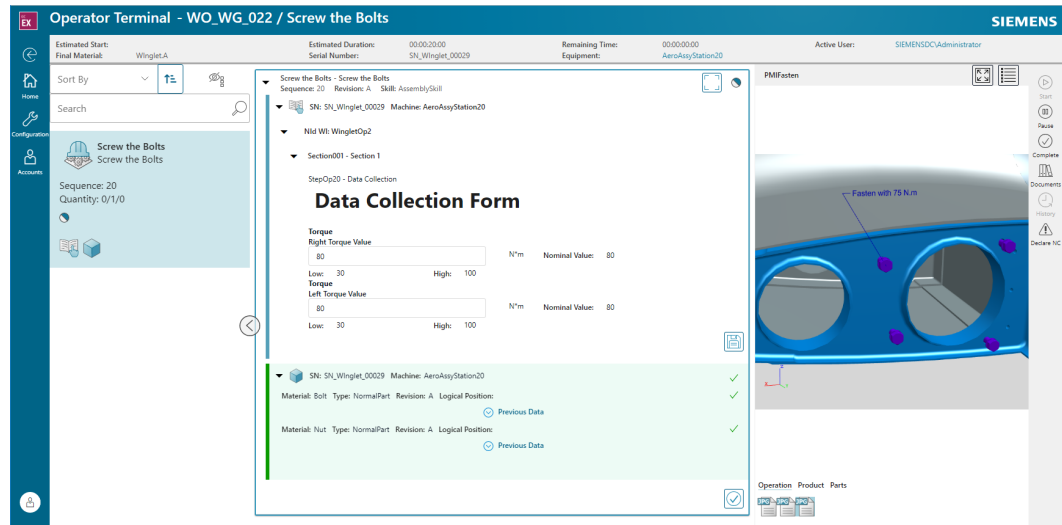 EX Operator Terminal - WO_WG_022 / Screw the Bolts SIEMENS
Estimated Start: Estimated Duration: 00:00:20:00 Remaining Time: 00:00:00:00 Active User: SIEMENSDC\Administrator
Final Material: WInglet.A Serial Number: SN_WInglet_00029 Equipment: AeroAssyStation20
Home
Configuration
Accounts
Sort By
Search
Screw the Bolts
Screw the Bolts
Sequence: 20
Quantity: 0/1/0
Screw the Bolts - Screw the Bolts
Sequence: 20 Revision: A Skill: AssemblySkill
SN: SN_WInglet_00029 Machine: AeroAssyStation20
NId WI: WingletOp2
Section001 - Section 1
StepOp20 - Data Collection
Data Collection Form
Torque
Right Torque Value
80 N*m Nominal Value: 80
Low: 30 High: 100
Torque
Left Torque Value
80 N*m Nominal Value: 80
Low: 30 High: 100
SN: SN_WInglet_00029 Machine: AeroAssyStation20
Material: Bolt Type: NormalPart Revision: A Logical Position:
Previous Data
Material: Nut Type: NormalPart Revision: A Logical Position:
Previous Data
PMIFasten
Fasten with 75 N.m
Operation Product Parts
JPG JPG JPG
Start
Pause
Complete
Documents
History
Declare NC